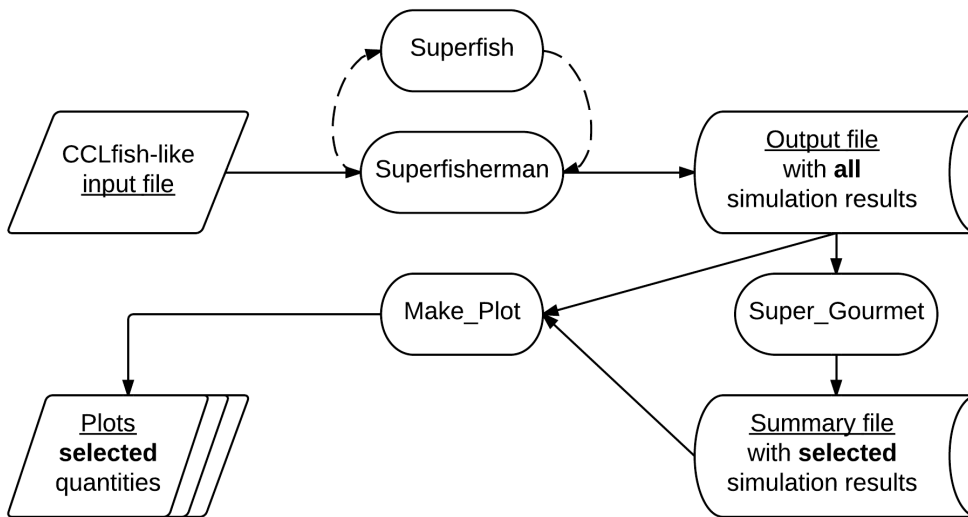 Superfish
CCLfish-like
input file
Superfisherman
Output file
with all
simulation results
Make_Plot
Super_Gourmet
Plots
selected
quantities
Summary file
with selected
simulation results